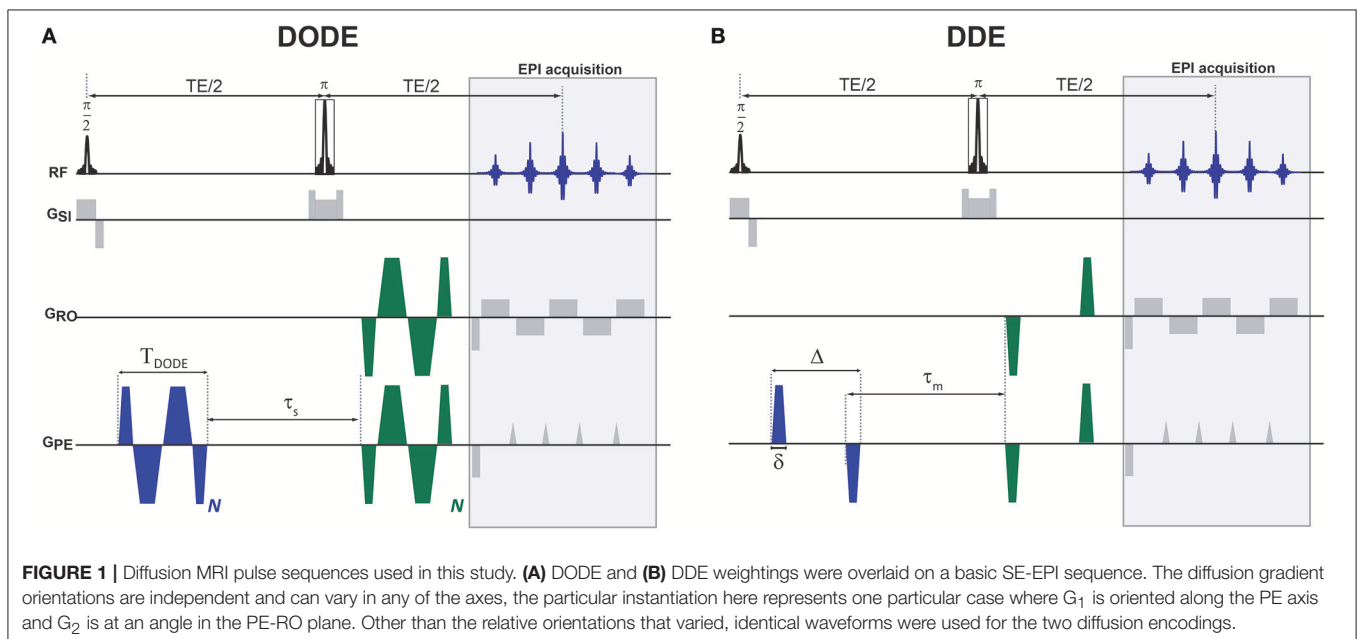 A
DODE
EPI acquisition
TE/2
π
TE/2
π
2
RF
GSI
GRO
TDODE
τs
GPE
N
N
B
DDE
EPI acquisition
TE/2
π
TE/2
π
2
Δ
τm
δ
FIGURE 1 | Diffusion MRI pulse sequences used in this study. (A) DODE and (B) DDE weightings were overlaid on a basic SE-EPI sequence. The diffusion gradient
orientations are independent and can vary in any of the axes, the particular instantiation here represents one particular case where G1 is oriented along the PE axis
and G2 is at an angle in the PE-RO plane. Other than the relative orientations that varied, identical waveforms were used for the two diffusion encodings.